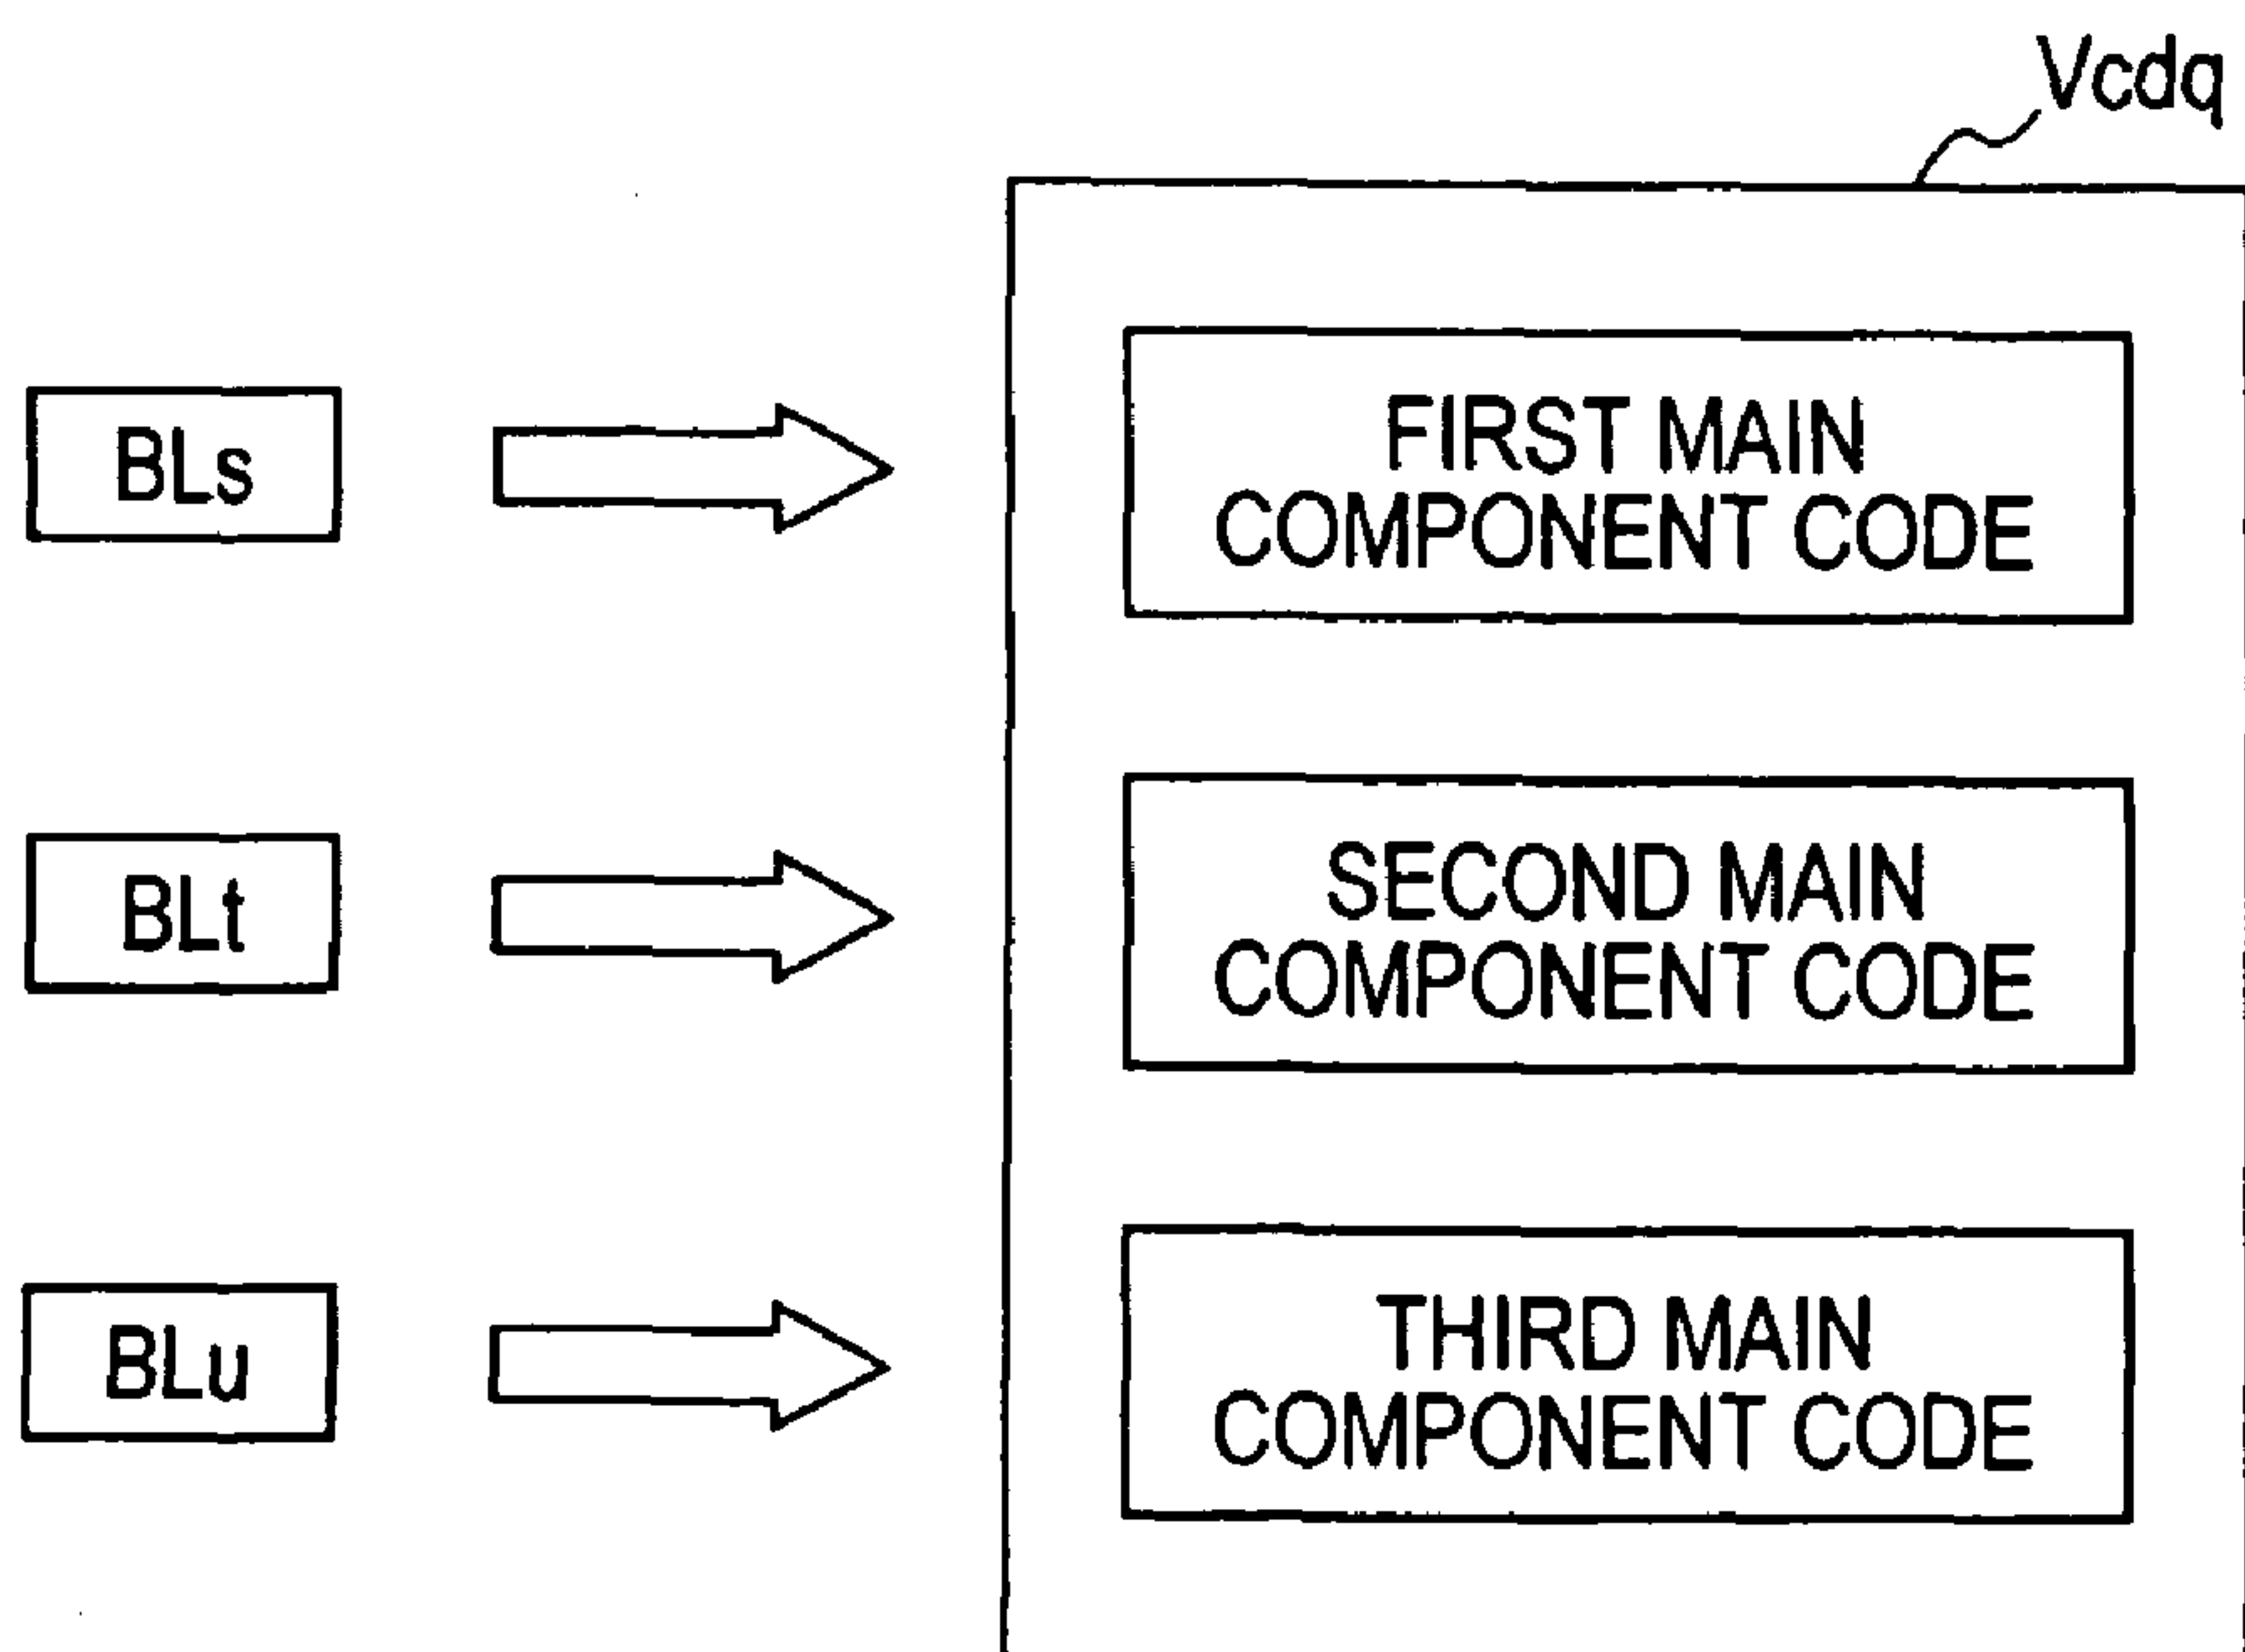 Vcdq
BLs
FIRST MAIN
COMPONENT CODE
BLt
SECOND MAIN
COMPONENT CODE
BLu
THIRD MAIN
COMPONENT CODE